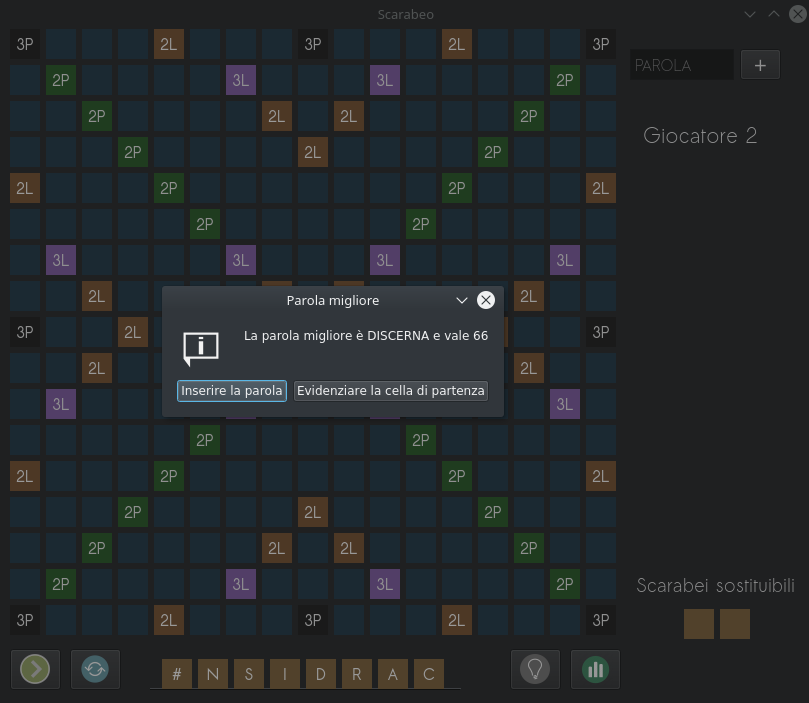 Scarabeo
3P 2L 3P 2L 3P
2P 3L 3L 2P
2P 2L 2L 2P
2P 2L 2P
2L 2P 2P 2L
2P 2P
3L 3L 3L 3L
2L 2L
3P 2L 3P
2L 2L
3L 3L
2P 2P
2L 2P 2P 2L
2P 2L 2P
2P 2L 2L 2P
2P 3L 3L 2P
3P 2L 3P 2L 3P
PAROLA +
Giocatore 2
Parola migliore
La parola migliore è DISCERNA e vale 66
Inserire la parola Evidenziare la cella di partenza
Scarabei sostituibili
# N S I D R A C